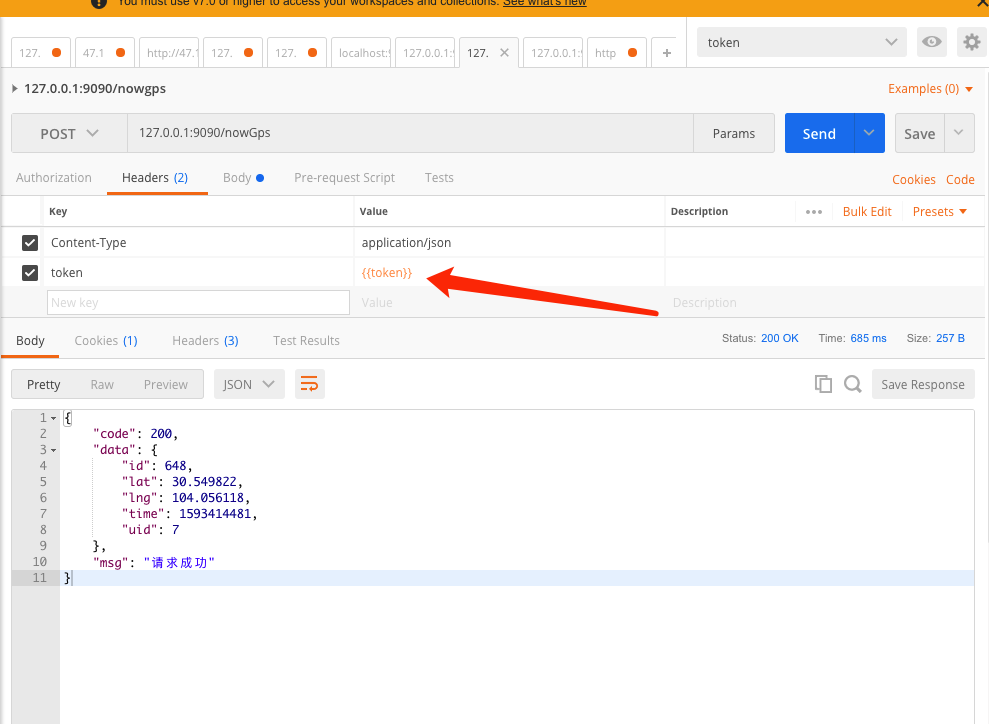 You must use v7.0 or higher to access your workspaces and collections. See what's new
127. 47.1 http://47.1 127. 127. localhost:9 127.0.0.1:9 127. 127.0.0.1:9 http + token
127.0.0.1:9090/nowgps Examples (0)
POST 127.0.0.1:9090/nowGps Params Send Save
Authorization Headers (2) Body Pre-request Script Tests Cookies Code
Key Value Description ••• Bulk Edit Presets
Content-Type application/json
token {{token}}
New key Value Description
Body Cookies (1) Headers (3) Test Results Status: 200 OK Time: 685 ms Size: 257 B
Pretty Raw Preview JSON Save Response
1 {
2 "code": 200,
3 "data": {
4 "id": 648,
5 "lat": 30.549822,
6 "lng": 104.056118,
7 "time": 1593414481,
8 "uid": 7
9 },
10 "msg": "请求成功"
11 }